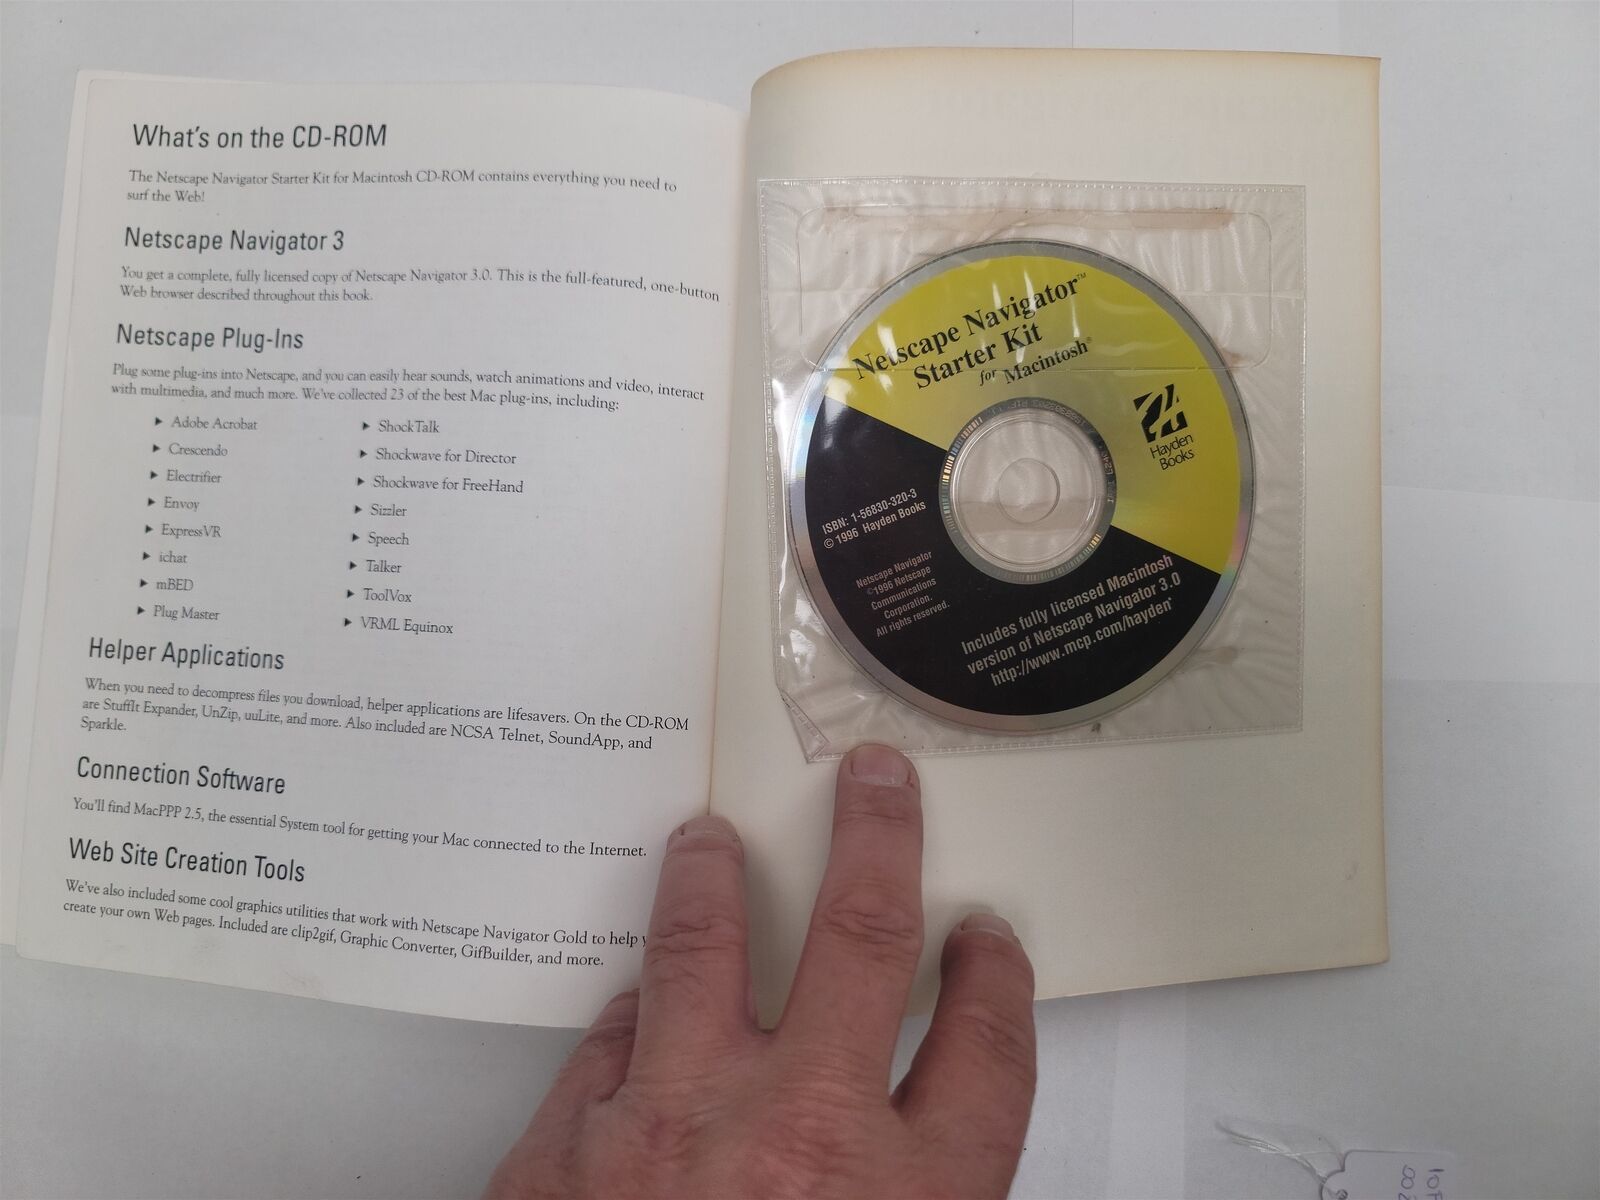 What's on the CD-ROM
The Netscape Navigator Starter Kit for Macintosh CD-ROM contains everything you need to
surf the Web!
Netscape Navigator 3
You get a complete, fully licensed copy of Netscape Navigator 3.0. This is the full-featured, one-button
Web browser described throughout this book.
Netscape Plug-Ins
Plug some plug-ins into Netscape, and you can easily hear sounds, watch animations and video, interact
with multimedia, and much more. We've collected 23 of the best Mac plug-ins, including:
▶ Adobe Acrobat
▶ Crescendo
▶ Electrifier
▶ Envoy
▶ ExpressVR
▶ ichat
▶ mBED
▶ Plug Master
▶ ShockTalk
▶ Shockwave for Director
▶ Shockwave for FreeHand
▶ Sizzler
▶ Speech
▶ Talker
▶ ToolVox
▶ VRML Equinox
Helper Applications
When you need to decompress files you download, helper applications are lifesavers. On the CD-ROM
are StuffIt Expander, UnZip, uuLite, and more. Also included are NCSA Telnet, SoundApp, and
Sparkle.
Connection Software
You'll find MacPPP 2.5, the essential System tool for getting your Mac connected to the Internet.
Web Site Creation Tools
We've also included some cool graphics utilities that work with Netscape Navigator Gold to help
create your own Web pages. Included are clip2gif, Graphic Converter, GifBuilder, and more.
Netscape Navigator™
Starter Kit
for Macintosh®
Hayden
Books
ISBN: 1-56830-320-3
© 1996 Hayden Books
Netscape Navigator
©1996 Netscape
Communications
Corporation.
All rights reserved.
Includes fully licensed Macintosh
version of Netscape Navigator 3.0
http://www.mcp.com/hayden